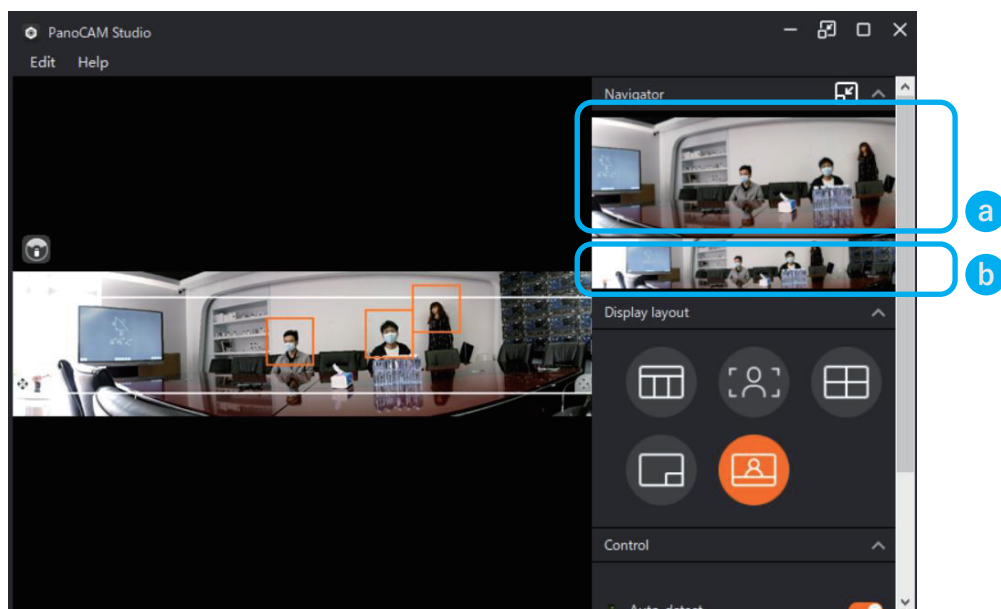 PanoCAM Studio
Edit Help
Navigator
a
b
Display layout
Control
Auto-detect